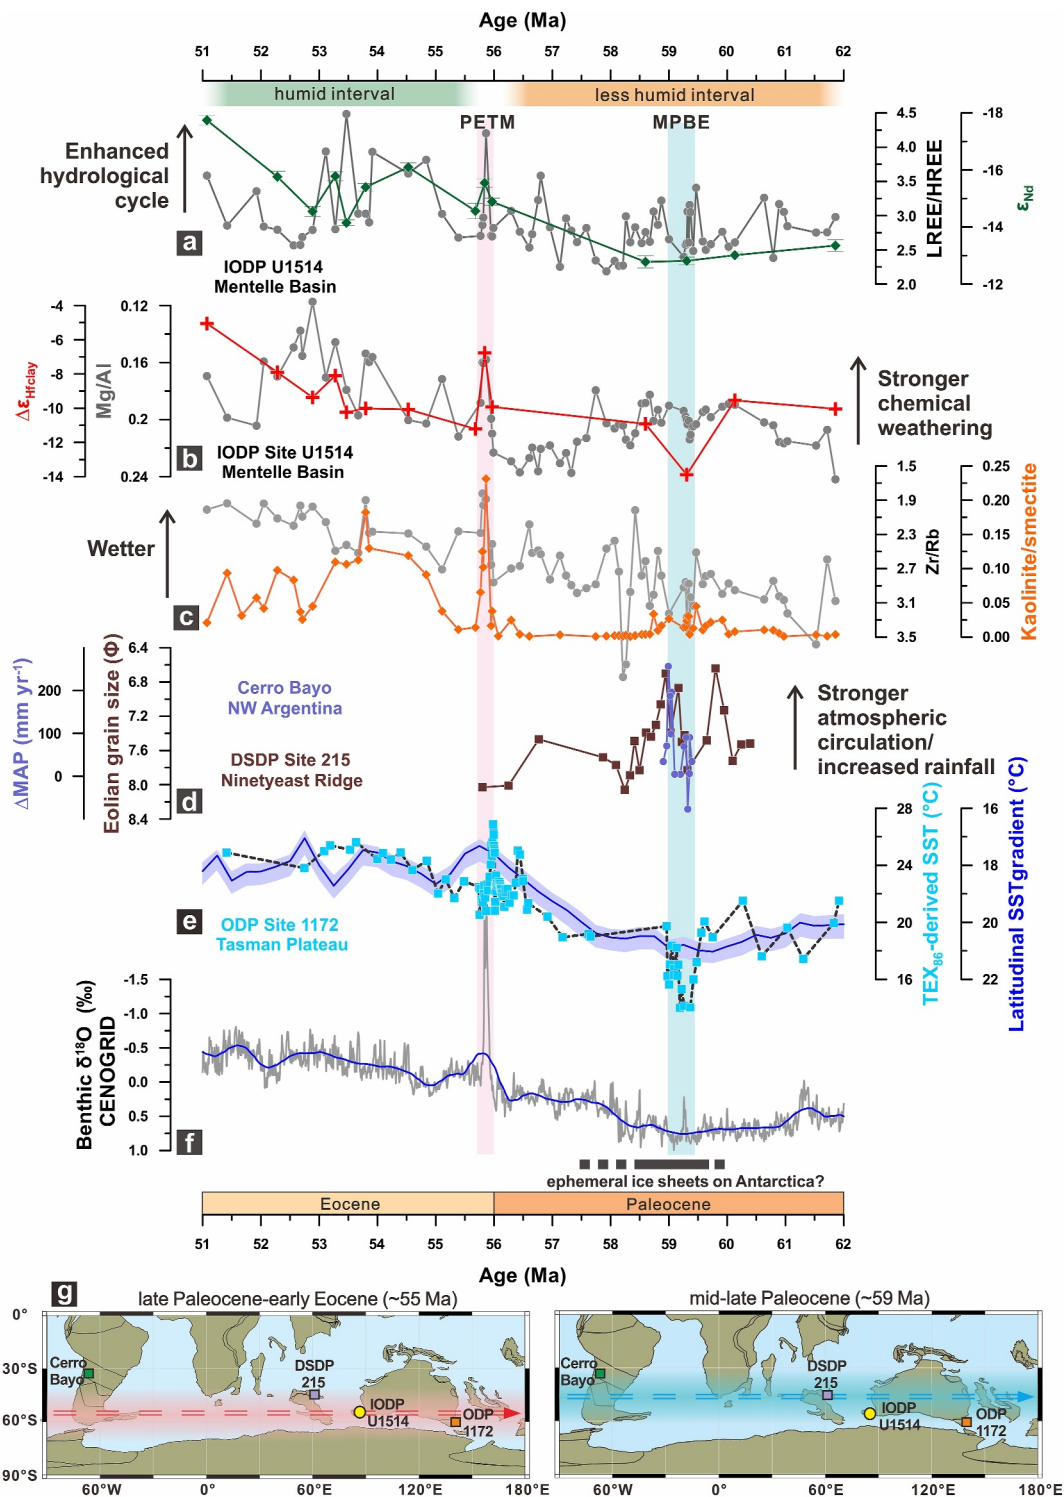 Age (Ma)
51 52 53 54 55 56 57 58 59 60 61 62
humid interval less humid interval
PETM MPBE
Enhanced
hydrological
cycle
a
IODP U1514
Mentelle Basin
4.5
4.0
3.5
3.0
2.5
2.0
LREE/HREE
-18
-16
-14
-12
εNd
-4
-6
-8
-10
-12
-14
ΔεHfclay
0.12
0.16
0.2
0.24
Mg/Al
b
IODP Site U1514
Mentelle Basin
Stronger
chemical
weathering
Wetter
c
1.5
1.9
2.3
2.7
3.1
3.5
Zr/Rb
0.25
0.20
0.15
0.10
0.05
0.00
Kaolinite/smectite
200
100
0
ΔMAP (mm yr-1)
6.4
6.8
7.2
7.6
8.0
8.4
Eolian grain size (Φ)
d
Cerro Bayo
NW Argentina
DSDP Site 215
Ninetyeast Ridge
Stronger
atmospheric
circulation/
increased rainfall
e
ODP Site 1172
Tasman Plateau
28
24
20
16
TEX86-derived SST (°C)
16
18
20
22
Latitudinal SSTgradient (°C)
-1.5
-1.0
-0.5
0.0
0.5
1.0
Benthic δ18O (‰)
CENOGRID
f
ephemeral ice sheets on Antarctica?
Eocene Paleocene
51 52 53 54 55 56 57 58 59 60 61 62
Age (Ma)
g
late Paleocene-early Eocene (~55 Ma)
mid-late Paleocene (~59 Ma)
0°
30°S
60°S
90°S
Cerro
Bayo
DSDP
215
IODP
U1514
ODP
1172
60°W 0° 60°E 120°E 180°E
Cerro
Bayo
DSDP
215
IODP
U1514
ODP
1172
60°W 0° 60°E 120°E 180°E